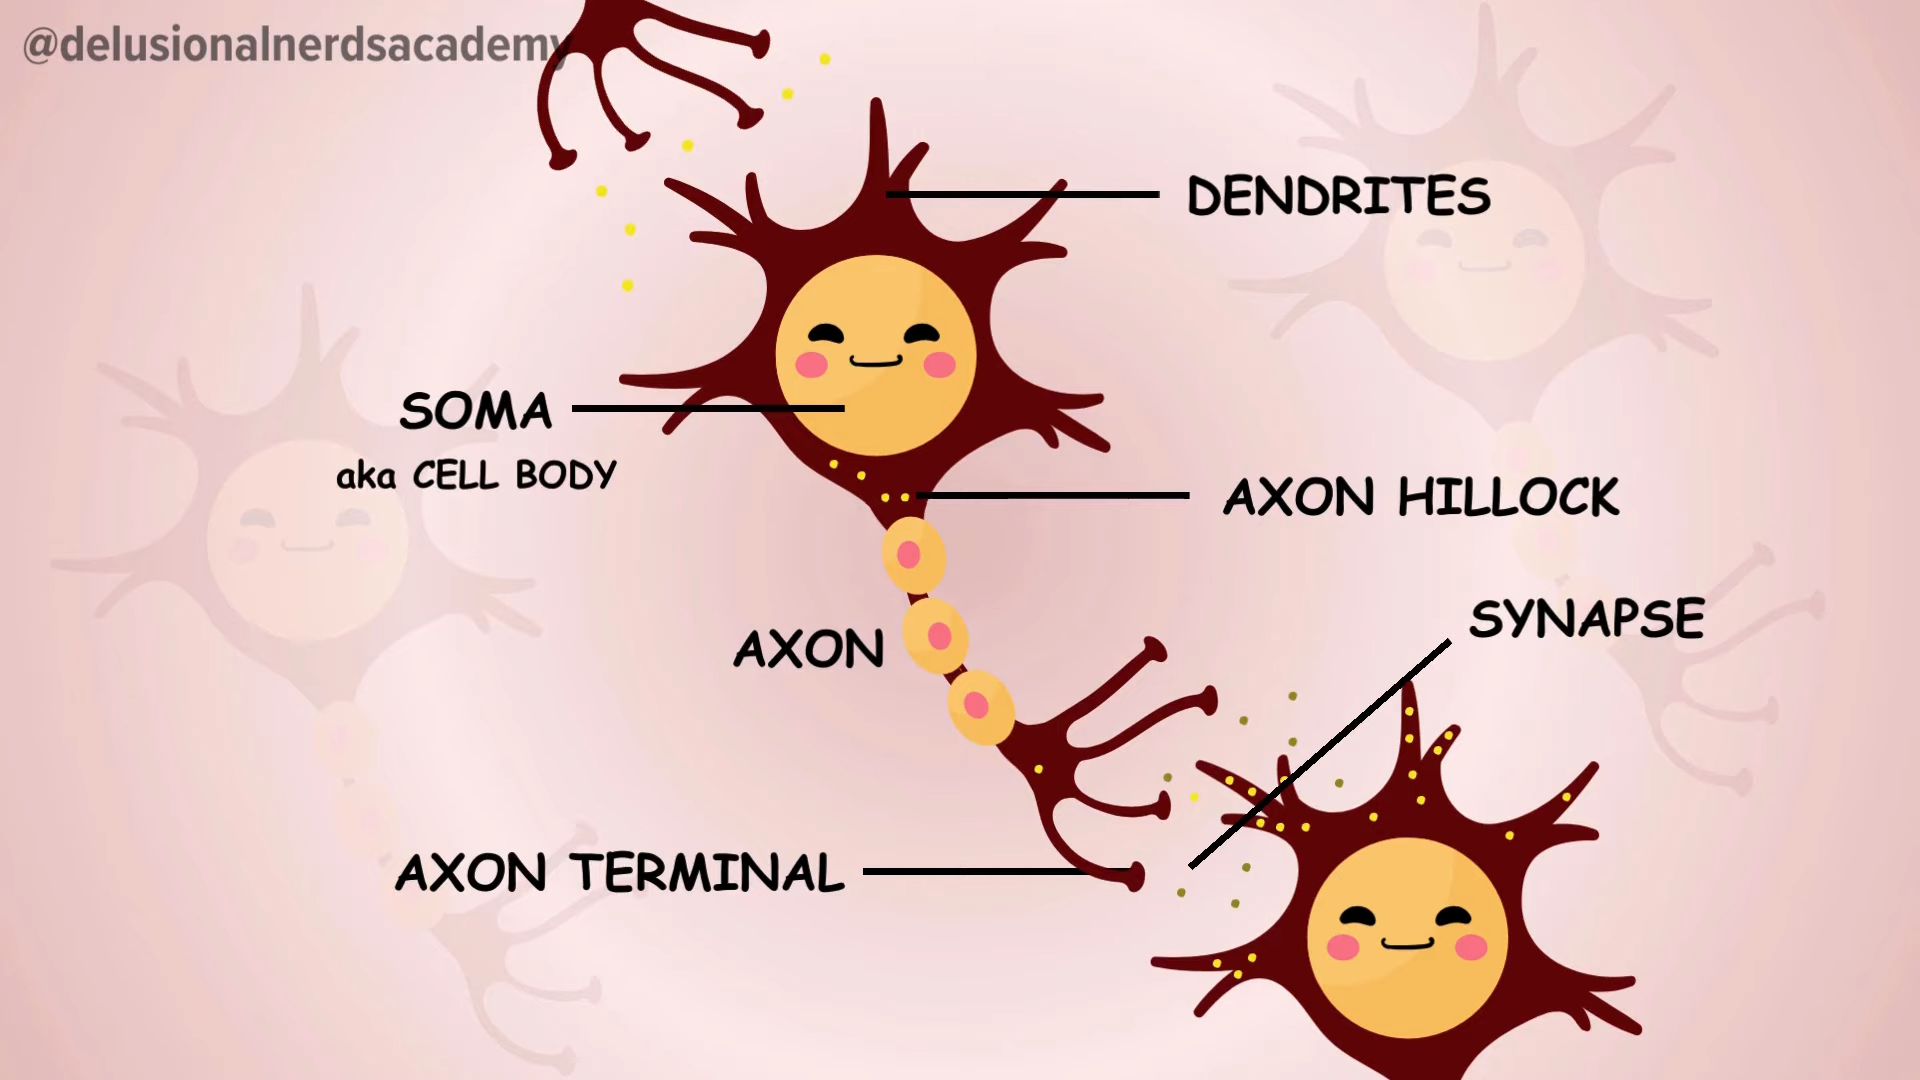 @delusionalnerdsacademy
DENDRITES
SOMA
aka CELL BODY
AXON HILLOCK
SYNAPSE
AXON
AXON TERMINAL